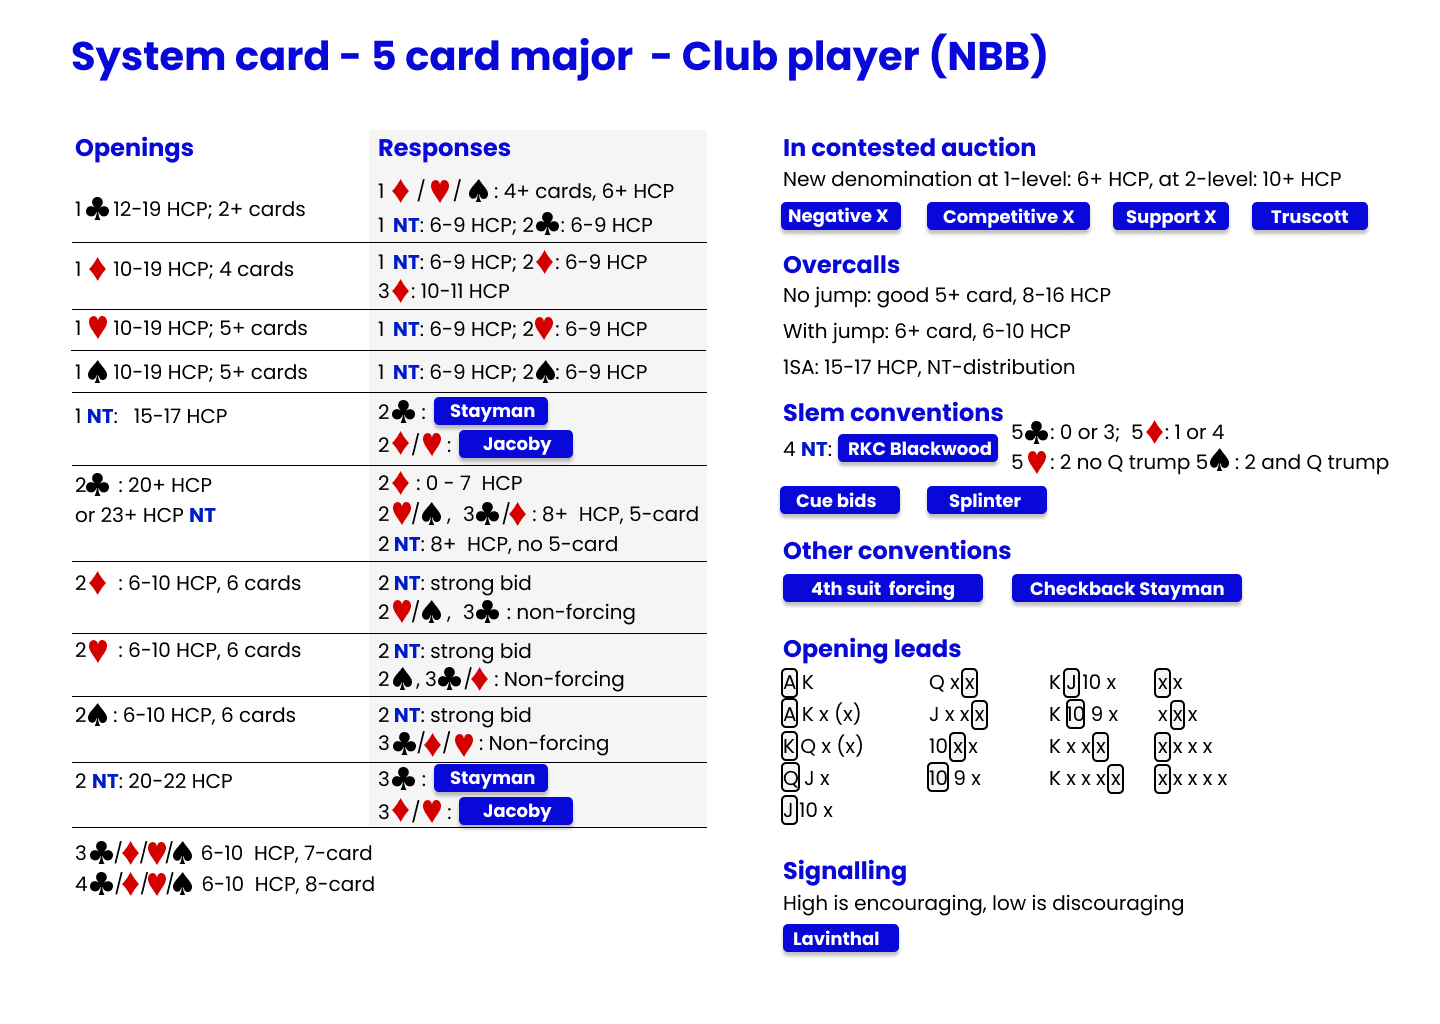 System card - 5 card major - Club player (NBB)
Openings
Responses
1 ♣ 12-19 HCP; 2+ cards
1 ♦ / ♥ / ♠ : 4+ cards, 6+ HCP
1 NT: 6-9 HCP; 2♣: 6-9 HCP
1 ♦ 10-19 HCP; 4 cards
1 NT: 6-9 HCP; 2♦: 6-9 HCP
3♦: 10-11 HCP
1 ♥ 10-19 HCP; 5+ cards
1 NT: 6-9 HCP; 2♥: 6-9 HCP
1 ♠ 10-19 HCP; 5+ cards
1 NT: 6-9 HCP; 2♠: 6-9 HCP
1 NT: 15-17 HCP
2♣ : Stayman
2♦/♥ : Jacoby
2♣ : 20+ HCP
or 23+ HCP NT
2♦ : 0 - 7 HCP
2♥/♠ , 3♣/♦ : 8+ HCP, 5-card
2 NT: 8+ HCP, no 5-card
2♦ : 6-10 HCP, 6 cards
2 NT: strong bid
2♥/♠ , 3♣ : non-forcing
2♥ : 6-10 HCP, 6 cards
2 NT: strong bid
2♠ , 3♣/♦ : Non-forcing
2♠ : 6-10 HCP, 6 cards
2 NT: strong bid
3♣/♦/♥ : Non-forcing
2 NT: 20-22 HCP
3♣ : Stayman
3♦/♥ : Jacoby
3♣/♦/♥/♠ 6-10 HCP, 7-card
4♣/♦/♥/♠ 6-10 HCP, 8-card
In contested auction
New denomination at 1-level: 6+ HCP, at 2-level: 10+ HCP
Negative X Competitive X Support X Truscott
Overcalls
No jump: good 5+ card, 8-16 HCP
With jump: 6+ card, 6-10 HCP
1SA: 15-17 HCP, NT-distribution
Slem conventions
4 NT: RKC Blackwood
5♣: 0 or 3; 5♦: 1 or 4
5♥: 2 no Q trump 5♠ : 2 and Q trump
Cue bids Splinter
Other conventions
4th suit forcing Checkback Stayman
Opening leads
A K Q x x K J 10 x x x
A K x (x) J x x x K 10 9 x x x x
K Q x (x) 10 x x K x x x x x x x
Q J x 10 9 x K x x x x x x x x x
J 10 x
Signalling
High is encouraging, low is discouraging
Lavinthal